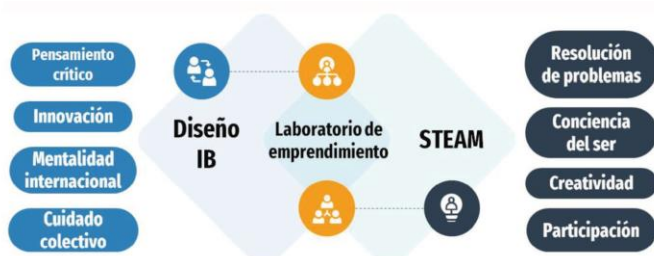 Pensamiento
crítico
Innovación
Mentalidad
internacional
Cuidado
colectivo
Diseño
IB
Laboratorio de
emprendimiento
STEAM
Resolución
de problemas
Conciencia
del ser
Creatividad
Participación